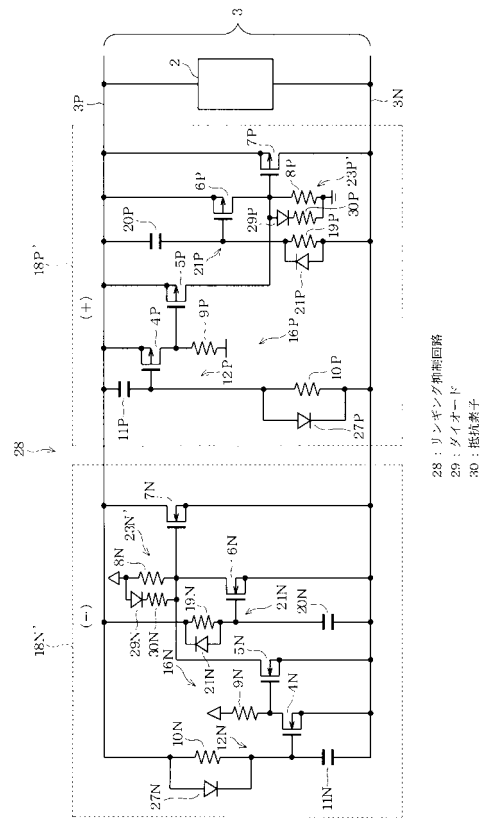 28
18N'
18P'
3P
3
(-)
(+)
2
11P
4P
5P
20P
6P
7P
8P
23P'
30P
29P
19P
21P
21P
9P
12P
16P
10P
27P
3N
7N
23N'
8N
29N
30N
16N
19N
21N
6N
21N
20N
5N
9N
4N
10N
12N
27N
11N
28:リンギング抑制回路
29:ダイオード
30:抵抗素子